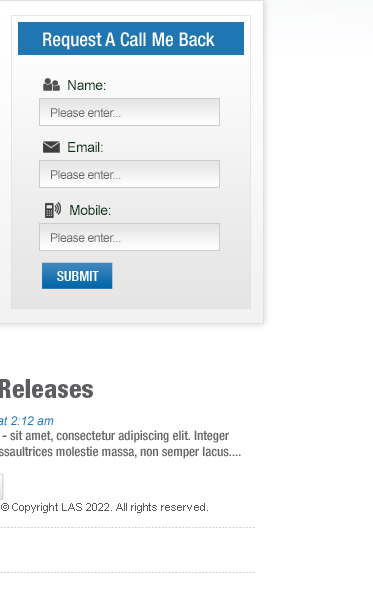 Request A Call Me Back
Name:
Please enter...
Email:
Please enter...
Mobile:
Please enter...
SUBMIT
Releases
at 2:12 am
- sit amet, consectetur adipiscing elit. Integer
ssaultrices molestie massa, non semper lacus....
© Copyright LAS 2022. All rights reserved.